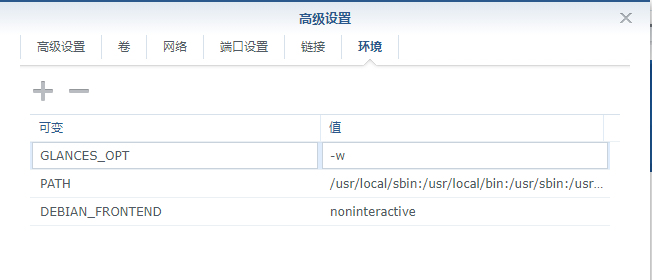 高级设置
高级设置 卷 网络 端口设置 链接 环境
可变 值
GLANCES_OPT -w
PATH /usr/local/sbin:/usr/local/bin:/usr/sbin:/usr...
DEBIAN_FRONTEND noninteractive